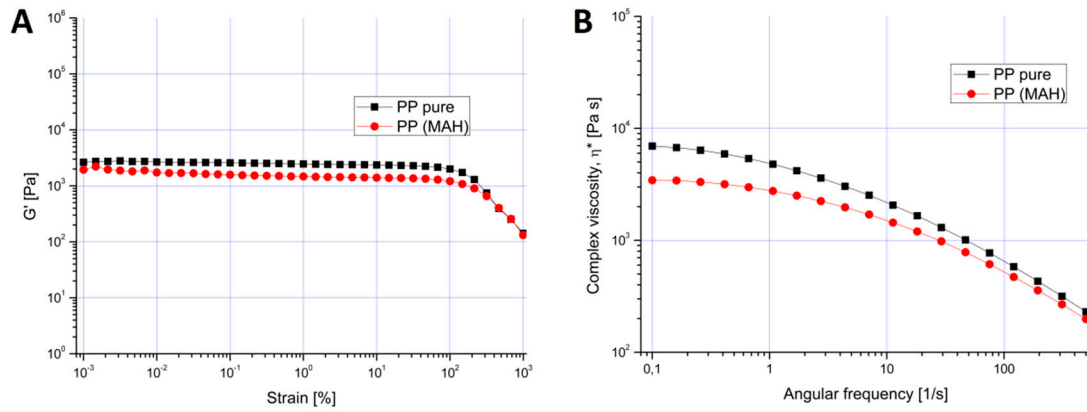 A
10⁶
10⁵
10⁴
10³
10²
10¹
10⁰
G' [Pa]
PP pure
PP (MAH)
10⁻³ 10⁻² 10⁻¹ 10⁰ 10¹ 10² 10³
Strain [%]
B
10⁵
10⁴
10³
10²
Complex viscosity, η* [Pa s]
PP pure
PP (MAH)
0,1 1 10 100
Angular frequency [1/s]